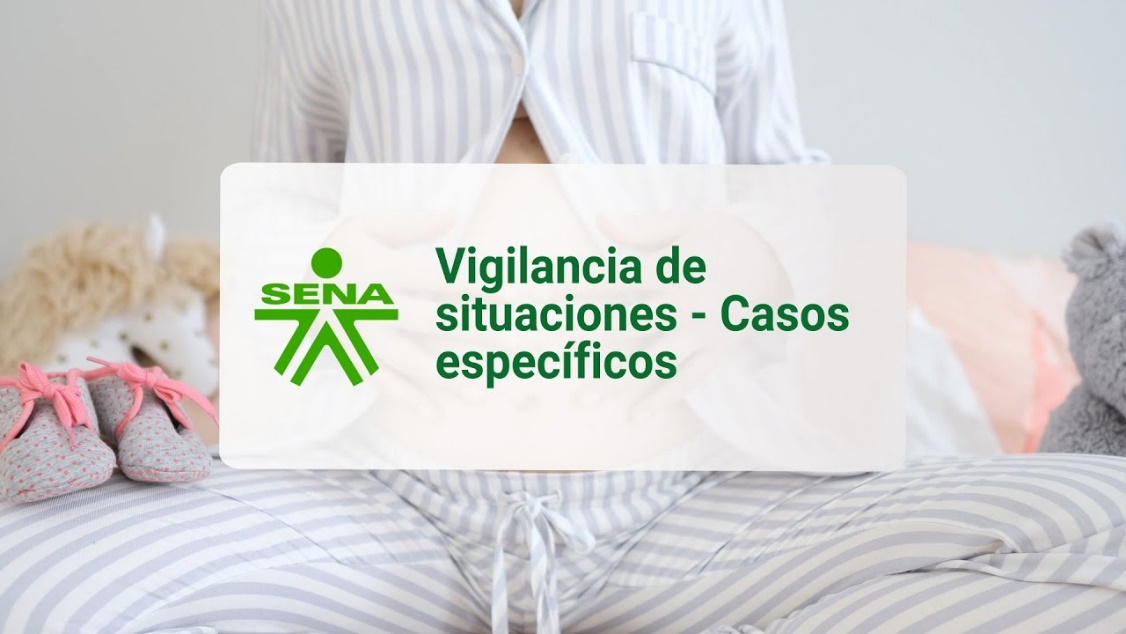 SENA
Vigilancia de
situaciones - Casos
específicos